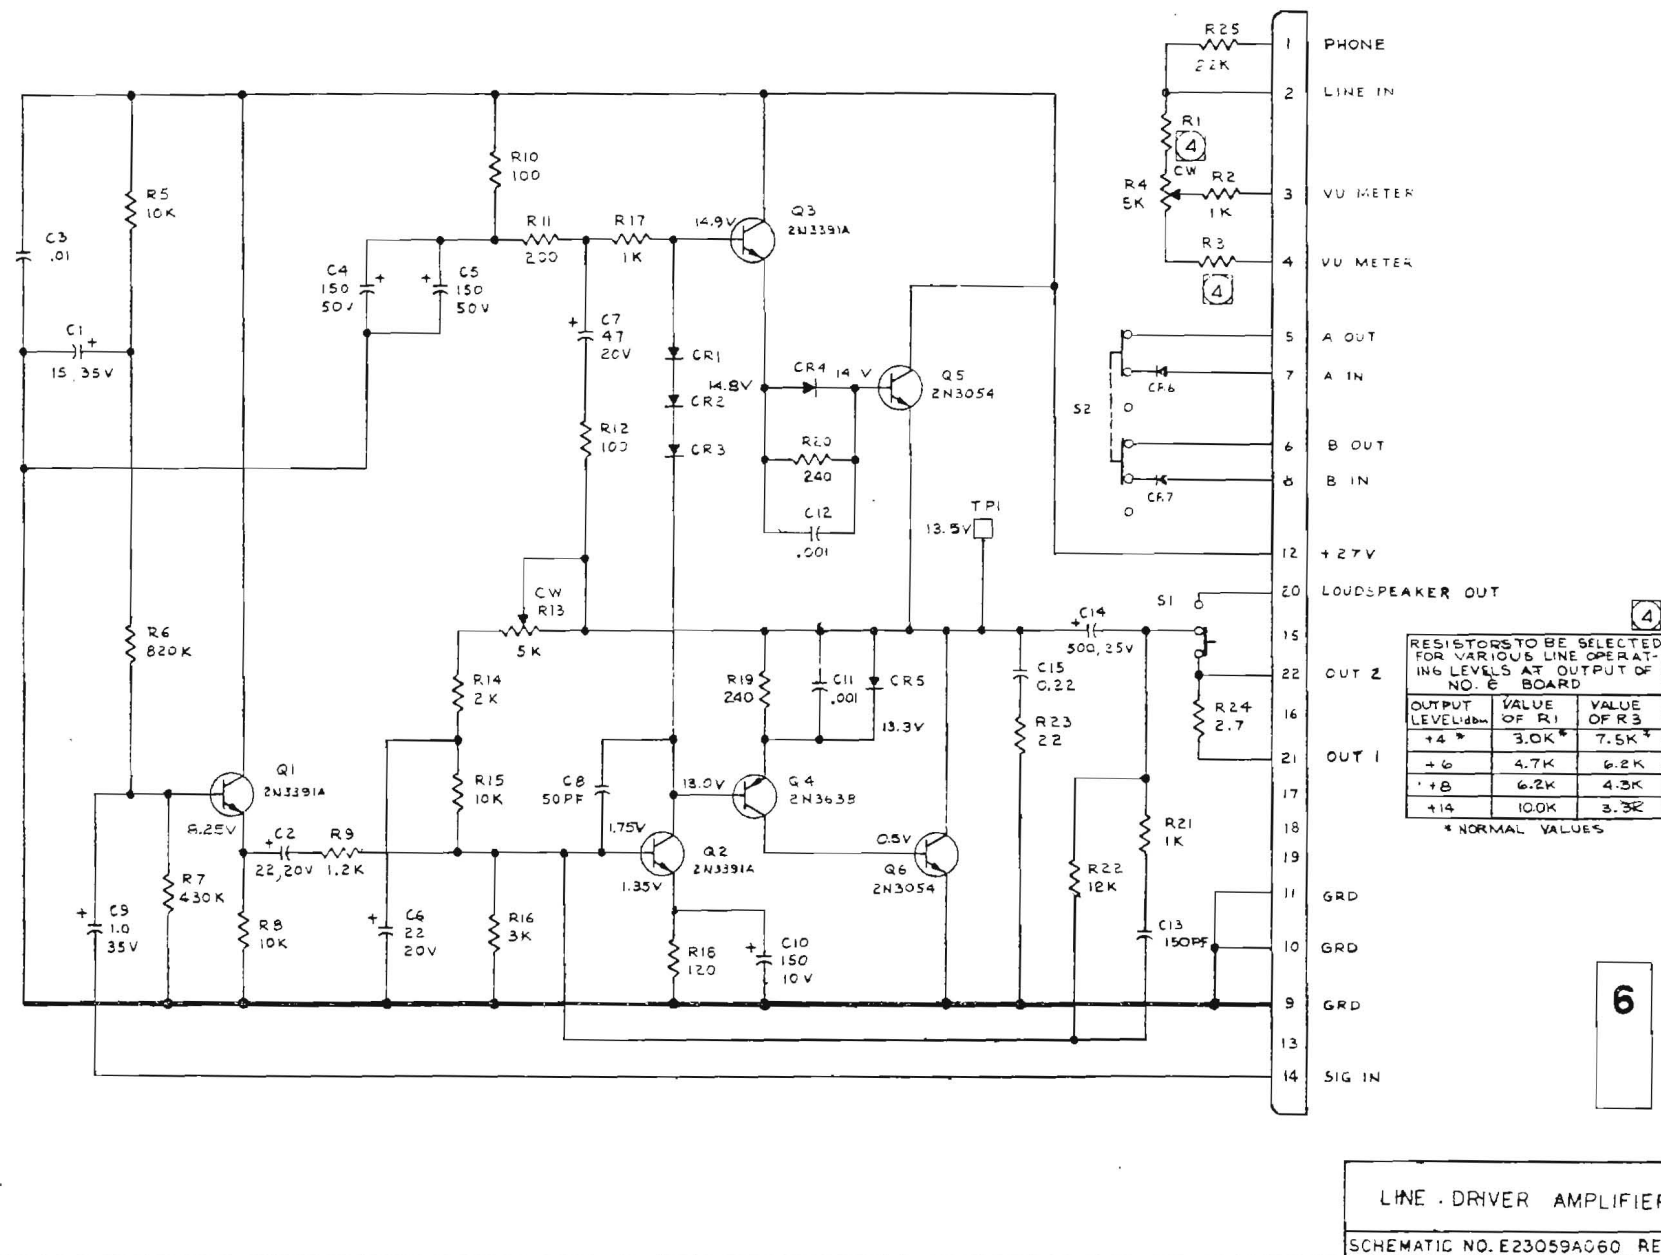 R25
22K
1 PHONE
2 LINE IN
R1
4
CW
R4
5K
R2
1K
3 VU METER
R3
4
4 VU METER
5 A OUT
7 A IN
CR6
S2
6 B OUT
8 B IN
CR7
12 +27V
20 LOUDSPEAKER OUT
S1
15
22 OUT 2
16
R24
2.7
21 OUT 1
17
18
19
11 GRD
10 GRD
9 GRD
13
14 SIG IN
C3
.01
R5
10K
C1
15,35V
R6
820K
R10
100
R11
200
R17
1K
14.9V
Q3
2N3391A
C4
150
50V
C5
150
50V
C7
47
20V
CR1
CR2
CR3
14.8V
CR4
14 V
Q5
2N3054
R12
100
R20
240
C12
.001
TP1
13.5V
CW
R13
5K
C14
500,25V
R14
2K
R19
240
C11
.001
CR5
13.3V
C15
0.22
R23
22
Q1
2N3391A
8.25V
R15
10K
C8
50PF
13.0V
Q4
2N3638
C2
22,20V
R9
1.2K
1.75V
Q2
2N3391A
1.35V
0.5V
Q6
2N3054
R21
1K
R22
12K
R7
430K
C9
1.0
35V
R8
10K
C6
22
20V
R16
3K
R18
120
C10
150
10V
C13
150PF
4
RESISTORS TO BE SELECTED
FOR VARIOUS LINE OPERAT-
ING LEVELS AT OUTPUT OF
NO. 6 BOARD
OUTPUT LEVEL:dbm VALUE OF R1 VALUE OF R3
+4 * 3.0K* 7.5K*
+6 4.7K 6.2K
+8 6.2K 4.3K
+14 10.0K 3.3K
* NORMAL VALUES
6
LINE DRIVER AMPLIFIER
SCHEMATIC NO. E23059A060 RE